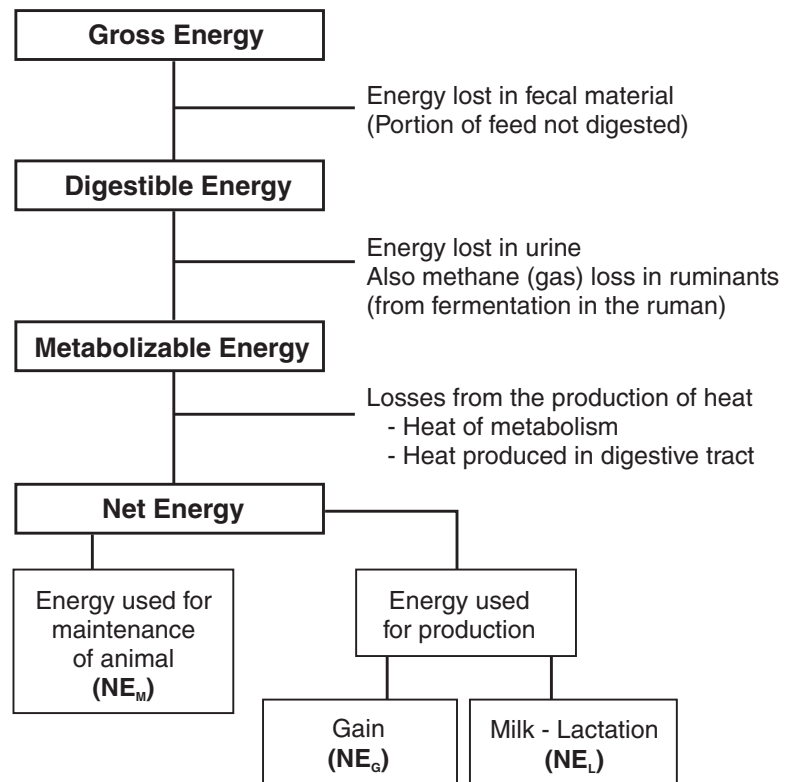 Gross Energy
Energy lost in fecal material
(Portion of feed not digested)
Digestible Energy
Energy lost in urine
Also methane (gas) loss in ruminants
(from fermentation in the ruman)
Metabolizable Energy
Losses from the production of heat
- Heat of metabolism
- Heat produced in digestive tract
Net Energy
Energy used for
maintenance
of animal
(NEM)
Energy used
for production
Gain
(NEG)
Milk - Lactation
(NEL)